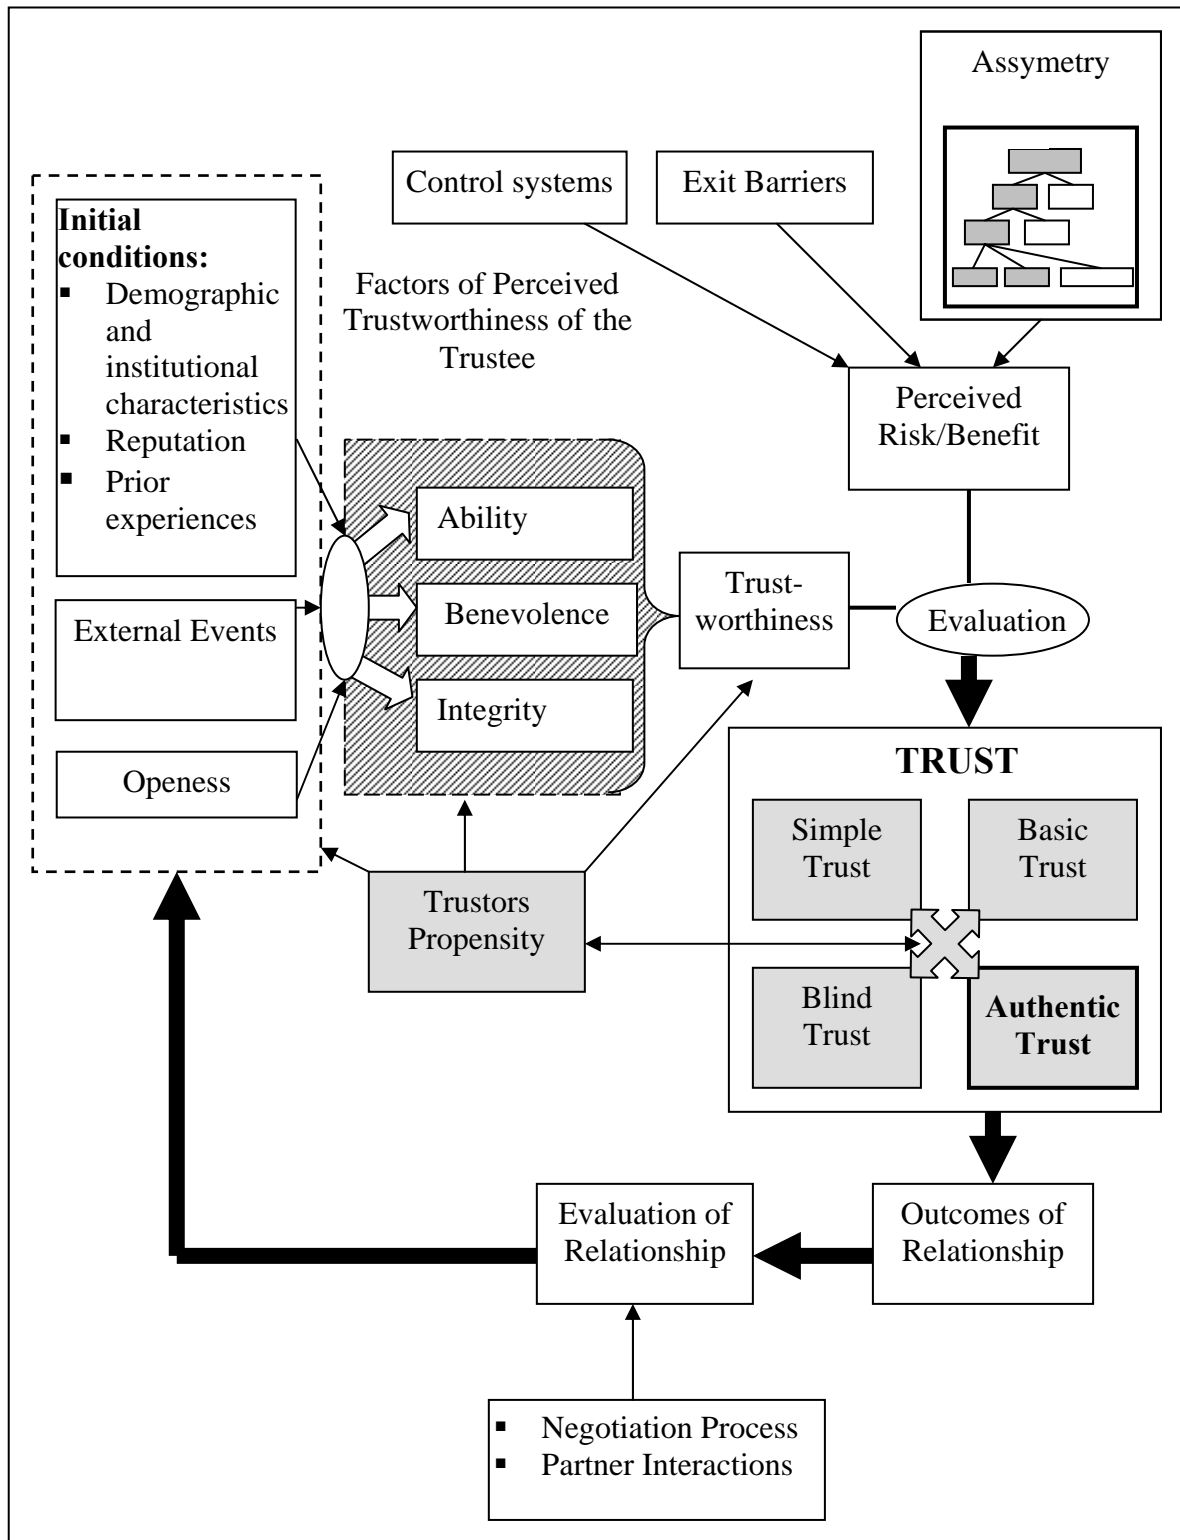 Assymetry
Control systems
Exit Barriers
Initial
conditions:
▪ Demographic
and
institutional
characteristics
▪ Reputation
▪ Prior
experiences
Factors of Perceived
Trustworthiness of the
Trustee
Perceived
Risk/Benefit
Ability
Benevolence
Integrity
Trust-
worthiness
Evaluation
External Events
Openess
TRUST
Simple
Trust
Basic
Trust
Blind
Trust
Authentic
Trust
Trustors
Propensity
Evaluation of
Relationship
Outcomes of
Relationship
▪ Negotiation Process
▪ Partner Interactions